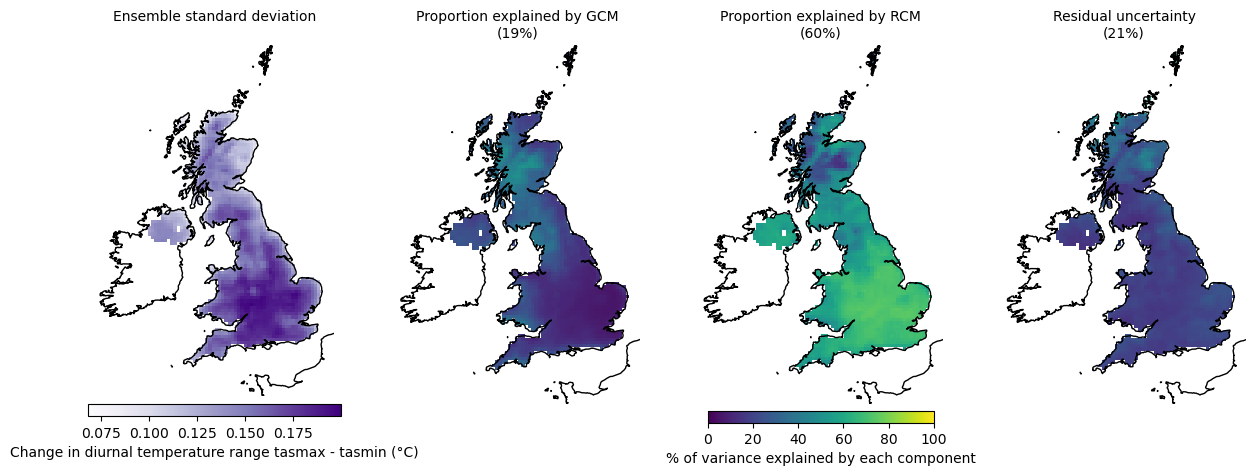 Ensemble standard deviation
Proportion explained by GCM
(19%)
Proportion explained by RCM
(60%)
Residual uncertainty
(21%)
0.075 0.100 0.125 0.150 0.175
Change in diurnal temperature range tasmax - tasmin (°C)
0 20 40 60 80 100
% of variance explained by each component